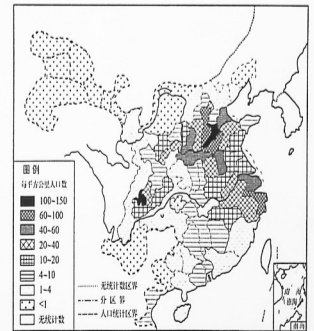 图 例
每平方公里人口数
100-150
60-100
40-60
20-40
10-20
4-10
1-4
<1
无统计数
无统计数区界
分 区 界
人口统计区界
南 海
诸 岛